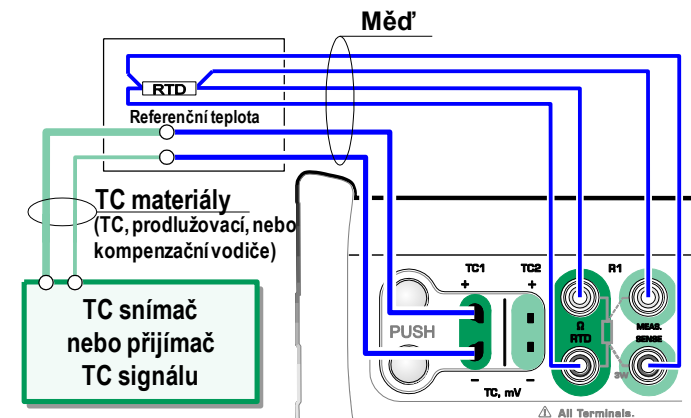 Měď
RTD
Referenční teplota
TC materiály
(TC, prodlužovací, nebo
kompenzační vodiče)
TC snímač
nebo přijímač
TC signálu
TC1
TC2
R1
+
+
PUSH
Ω
RTD
MEAS.
SENSE
3W
−
−
TC, mV
⚠ All Terminals.